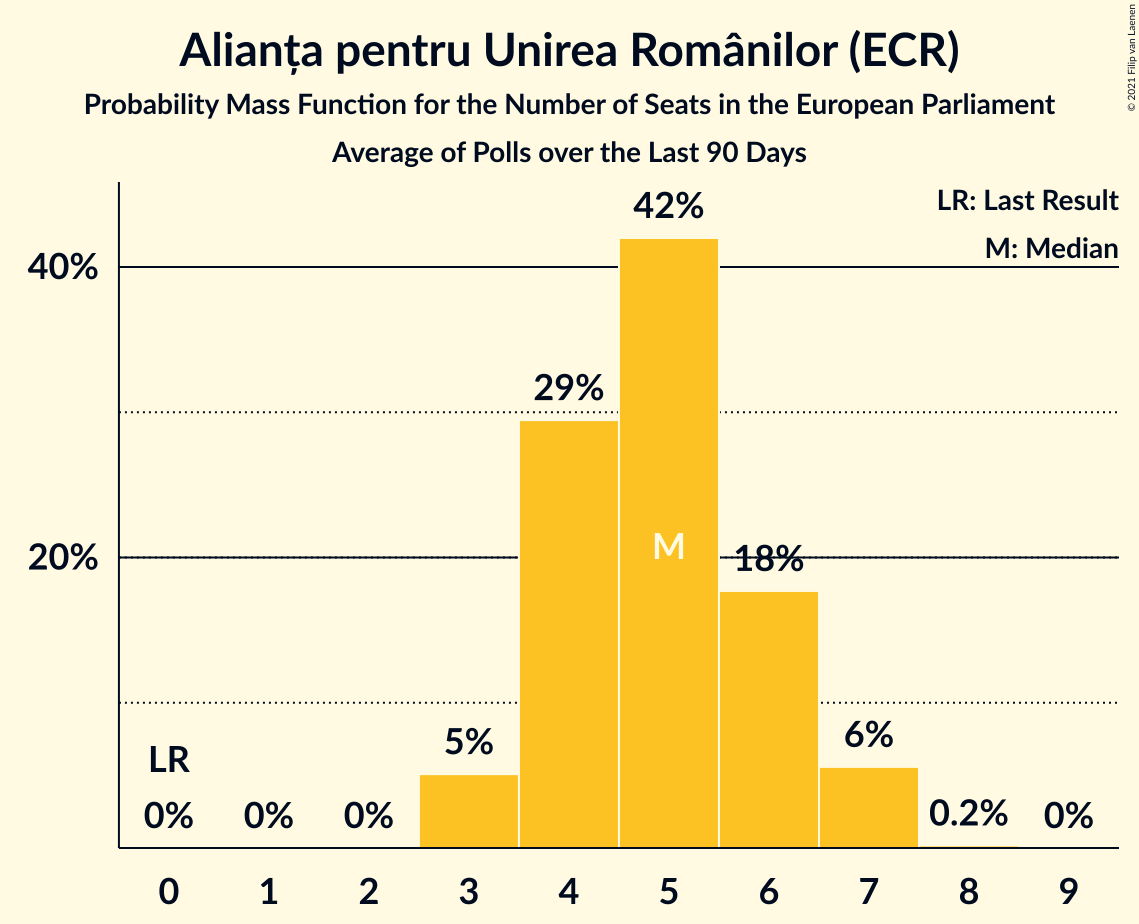 Alianța pentru Unirea Românilor (ECR)
Probability Mass Function for the Number of Seats in the European Parliament
Average of Polls over the Last 90 Days
© 2021 Filip van Laenen
LR: Last Result
M: Median
42%
40%
29%
M
20%
18%
5%
6%
LR
0%
0%
0%
0.2%
0%
0 1 2 3 4 5 6 7 8 9